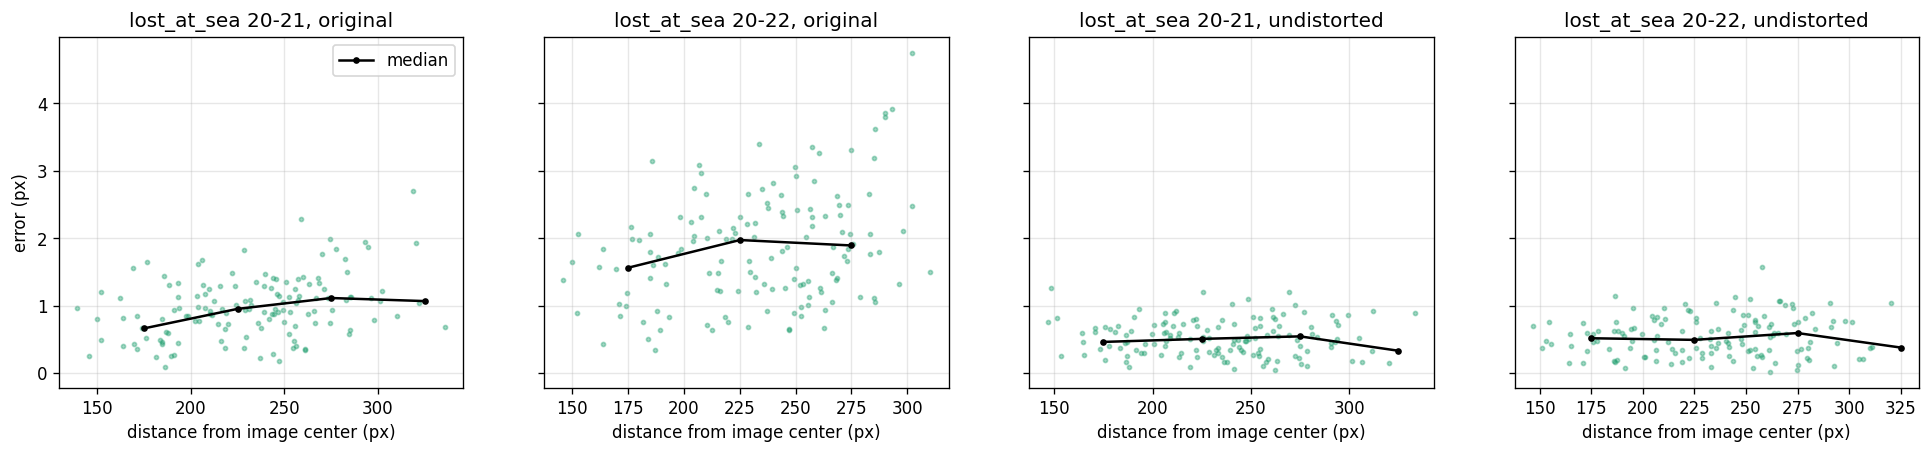 lost_at_sea 20-21, original
lost_at_sea 20-22, original
lost_at_sea 20-21, undistorted
lost_at_sea 20-22, undistorted
median
error (px)
4
3
2
1
0
150 200 250 300
150 175 200 225 250 275 300
150 200 250 300
150 175 200 225 250 275 300 325
distance from image center (px)
distance from image center (px)
distance from image center (px)
distance from image center (px)